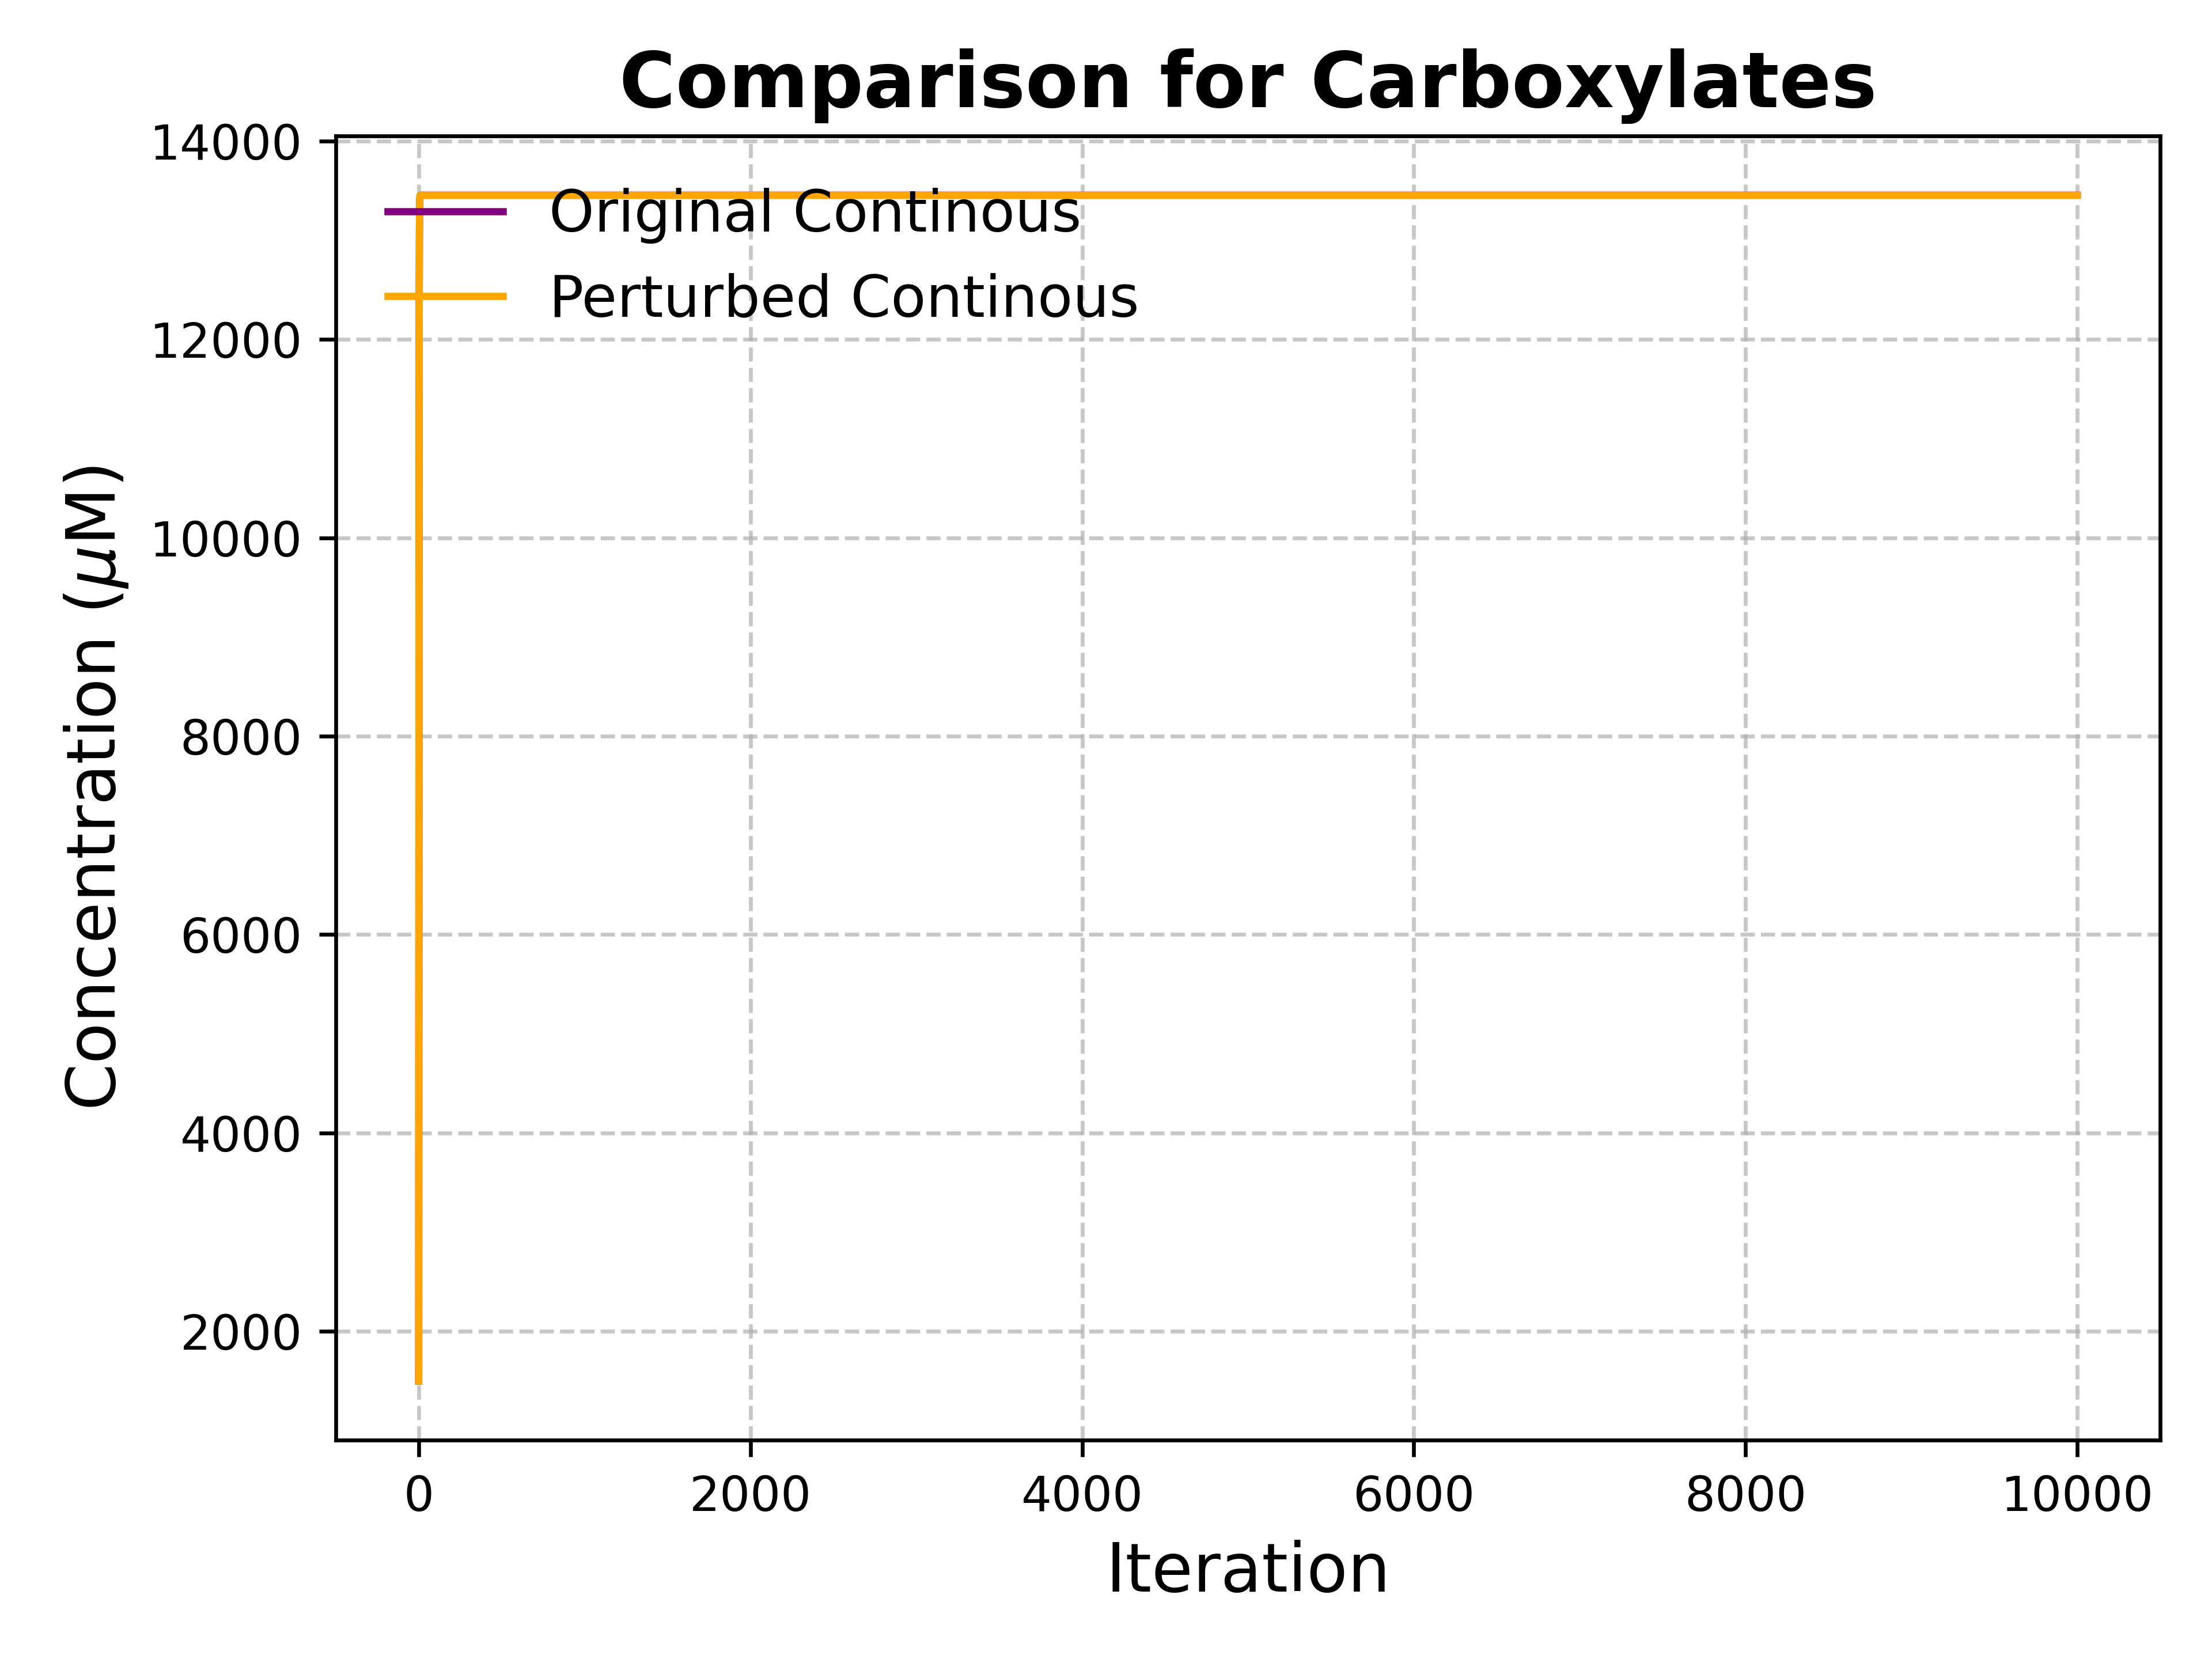 Comparison for Carboxylates
14000
12000
10000
8000
6000
4000
2000
Concentration (μM)
Original Continous
Perturbed Continous
0 2000 4000 6000 8000 10000
Iteration